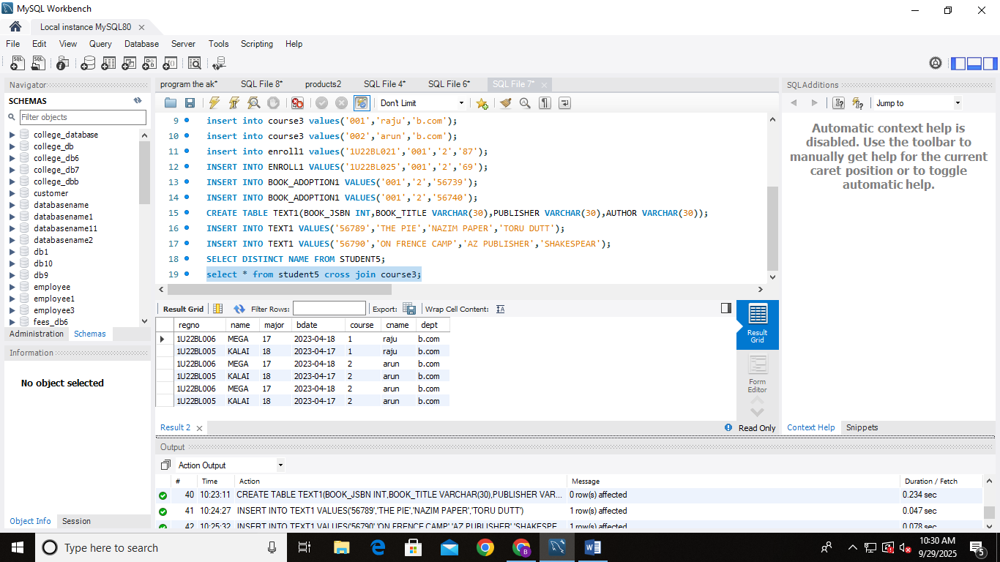 MySQL Workbench
Local instance MySQL80
File Edit View Query Database Server Tools Scripting Help
Navigator
SCHEMAS
Filter objects
college_database
college_db
college_db6
college_db7
college_dbb
customer
databasename
databasename1
databasename11
databasename2
db1
db10
db9
employee
employee1
employee3
fees_db6
Administration Schemas
Information
No object selected
Object Info Session
program the ak* SQL File 8* products2 SQL File 4* SQL File 6* SQL File 7*
Don't Limit
9 insert into course3 values('001','raju','b.com');
10 insert into course3 values('002','arun','b.com');
11 insert into enroll1 values('1U22BL021','001','2','87');
12 INSERT INTO ENROLL1 VALUES('1U22BL025','001','2','69');
13 INSERT INTO BOOK_ADOPTION1 VALUES('001','2','56739');
14 INSERT INTO BOOK_ADOPTION1 VALUES('001','2','56740');
15 CREATE TABLE TEXT1(BOOK_JSBN INT,BOOK_TITLE VARCHAR(30),PUBLISHER VARCHAR(30),AUTHOR VARCHAR(30));
16 INSERT INTO TEXT1 VALUES('56789','THE PIE','NAZIM PAPER','TORU DUTT');
17 INSERT INTO TEXT1 VALUES('56790','ON FRENCE CAMP','AZ PUBLISHER','SHAKESPEAR');
18 SELECT DISTINCT NAME FROM STUDENT5;
19 select * from student5 cross join course3;
Result Grid Filter Rows: Export: Wrap Cell Content:
regno name major bdate course cname dept
1U22BL006 MEGA 17 2023-04-18 1 raju b.com
1U22BL005 KALAI 18 2023-04-17 1 raju b.com
1U22BL006 MEGA 17 2023-04-18 2 arun b.com
1U22BL005 KALAI 18 2023-04-17 2 arun b.com
1U22BL006 MEGA 17 2023-04-18 2 arun b.com
1U22BL005 KALAI 18 2023-04-17 2 arun b.com
Result Grid
Form Editor
Result 2
Read Only
SQLAdditions
Jump to
Automatic context help is
disabled. Use the toolbar to
manually get help for the current
caret position or to toggle
automatic help.
Context Help Snippets
Output
Action Output
# Time Action Message Duration / Fetch
40 10:23:11 CREATE TABLE TEXT1(BOOK_JSBN INT,BOOK_TITLE VARCHAR(30),PUBLISHER VAR... 0 row(s) affected 0.234 sec
41 10:24:27 INSERT INTO TEXT1 VALUES('56789','THE PIE','NAZIM PAPER','TORU DUTT') 1 row(s) affected 0.047 sec
42 10:25:32 INSERT INTO TEXT1 VALUES('56790','ON FRENCE CAMP','AZ PUBLISHER','SHAKESPE... 1 row(s) affected 0.078 sec
Type here to search
10:30 AM
9/29/2025
5